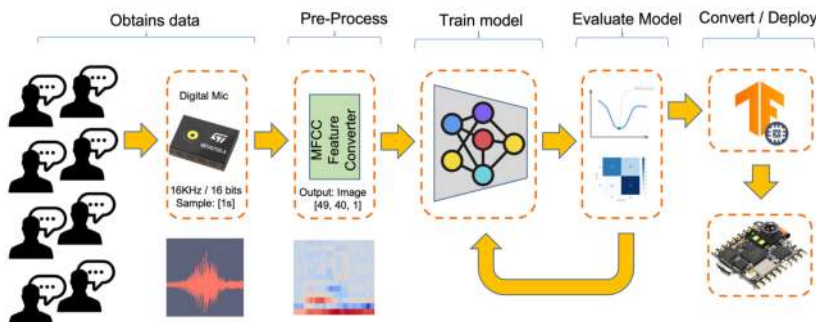 Obtains data
Pre-Process
Train model
Evaluate Model
Convert / Deploy
Digital Mic
16KHz / 16 bits
Sample: [1s]
MFCC
Feature
Converter
Output: Image
[49, 40, 1]